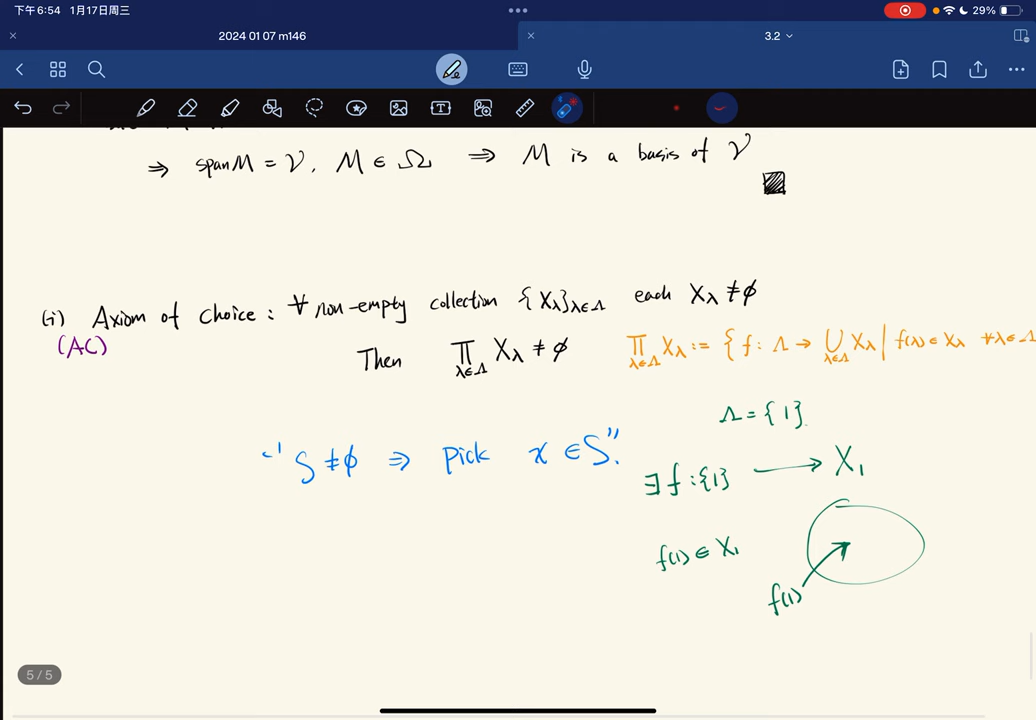 下午6:54 1月17日周三
29%
2024 01 07 m146
3.2
⇒ span M = V, M ∈ Ω ⇒ M is a basis of V
(i) Axiom of choice : ∀ non-empty collection {Xλ}λ∈Λ each Xλ ≠ ϕ
(AC)
Then ∏λ∈Λ Xλ ≠ ϕ
∏λ∈Λ Xλ := { f : Λ → ∪λ∈Λ Xλ | f(λ) ∈ Xλ ∀λ∈Λ
Λ = {1}.
"S ≠ ϕ ⇒ pick x ∈ S."
∃ f : {1} → X₁
f(1) ∈ X₁
f(1)
5 / 5